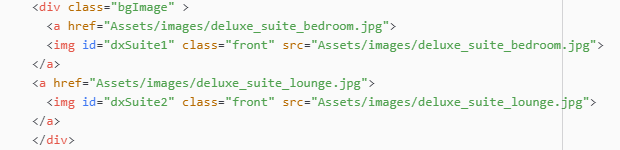 <div class="bgImage" >
<a href="Assets/images/deluxe_suite_bedroom.jpg">
<img id="dxSuite1" class="front" src="Assets/images/deluxe_suite_bedroom.jpg">
</a>
<a href="Assets/images/deluxe_suite_lounge.jpg">
<img id="dxSuite2" class="front" src="Assets/images/deluxe_suite_lounge.jpg">
</a>
</div>